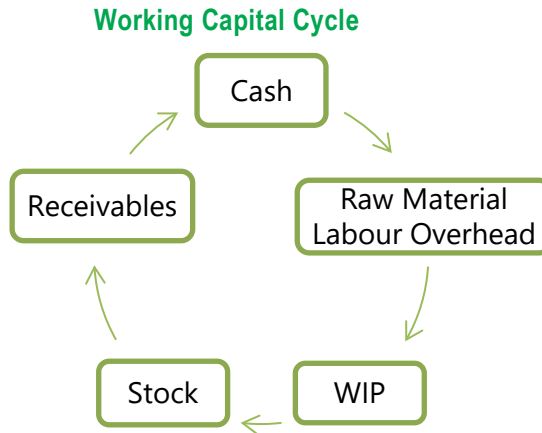 Working Capital Cycle
Cash
Raw Material
Labour Overhead
WIP
Stock
Receivables